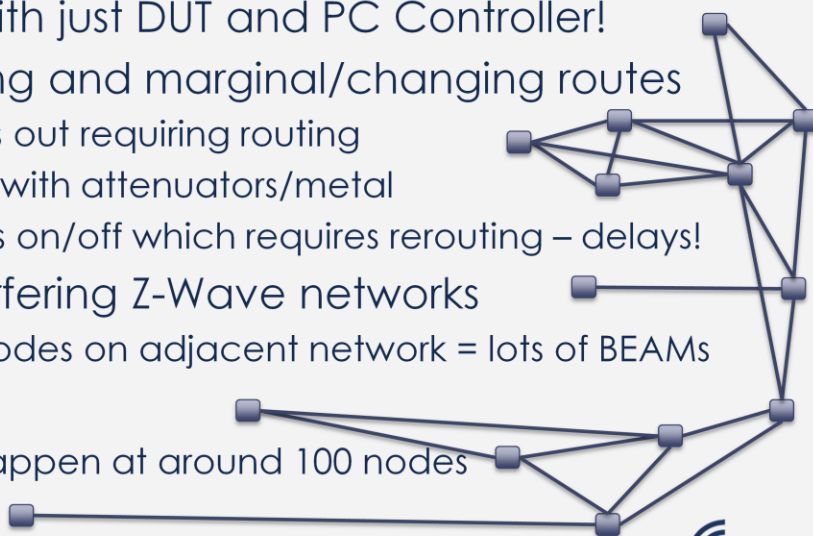 ith just DUT and PC Controller!
ng and marginal/changing routes
s out requiring routing
with attenuators/metal
s on/off which requires rerouting – delays!
rfering Z-Wave networks
odes on adjacent network = lots of BEAMs
appen at around 100 nodes